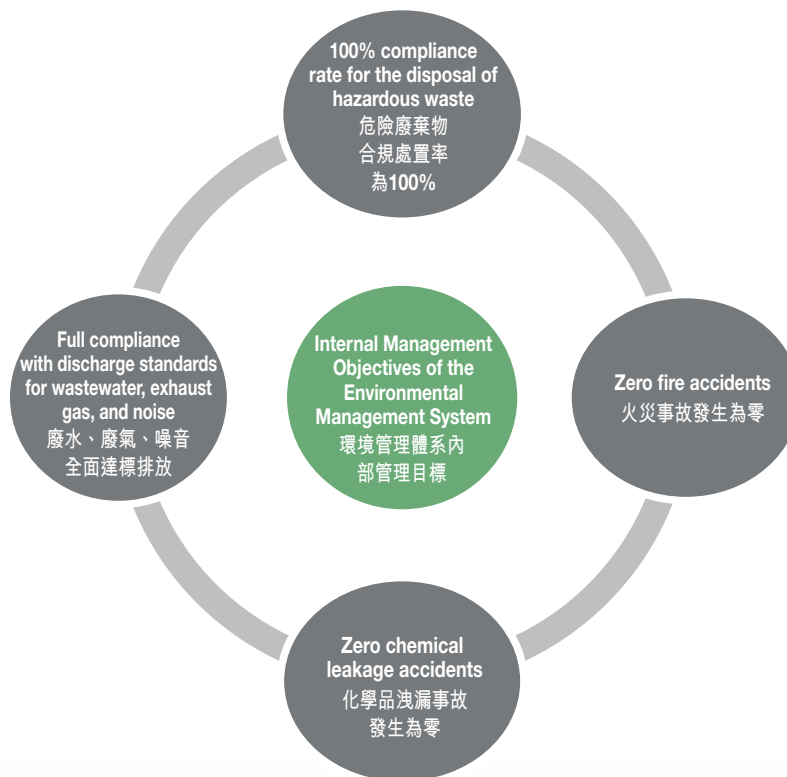 100% compliance
rate for the disposal of
hazardous waste
危險廢棄物
合規處置率
為100%
Full compliance
with discharge standards
for wastewater, exhaust
gas, and noise
廢水、廢氣、噪音
全面達標排放
Internal Management
Objectives of the
Environmental
Management System
環境管理體系內
部管理目標
Zero fire accidents
火災事故發生為零
Zero chemical
leakage accidents
化學品洩漏事故
發生為零